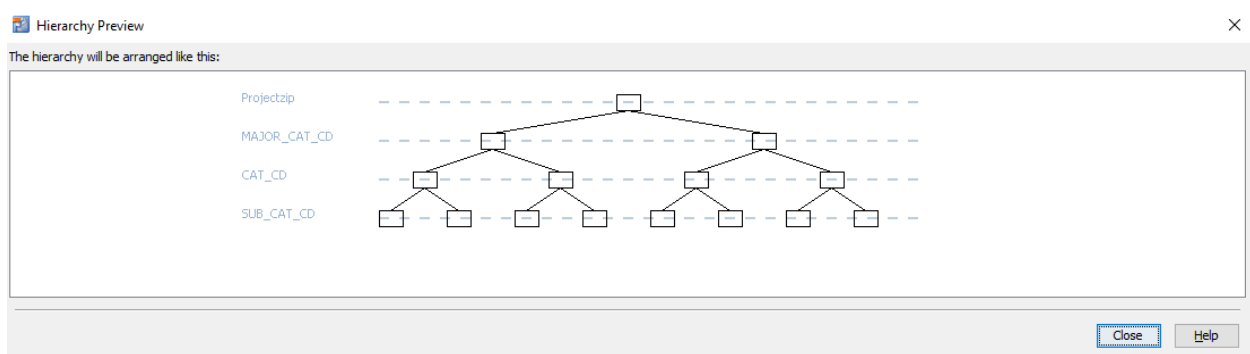 Hierarchy Preview
The hierarchy will be arranged like this:
Projectzip
MAJOR_CAT_CD
CAT_CD
SUB_CAT_CD
Close Help